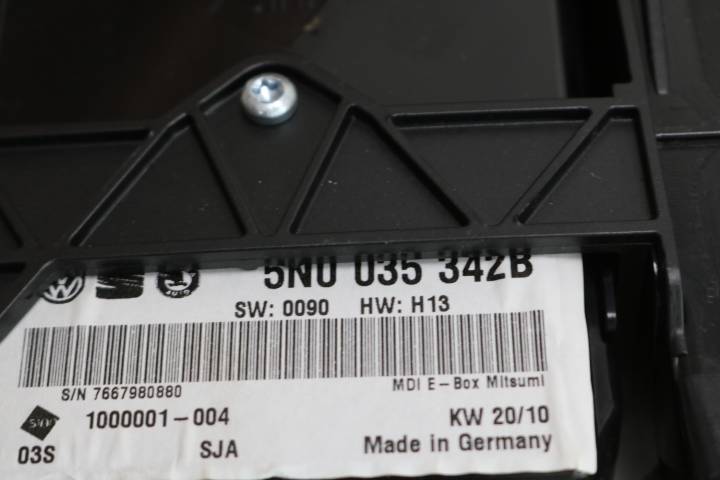 5N0 035 342B
SW: 0090 HW: H13
S/N 7667980880
MDI E-Box Mitsumi
1000001-004
KW 20/10
03S
SJA
Made in Germany